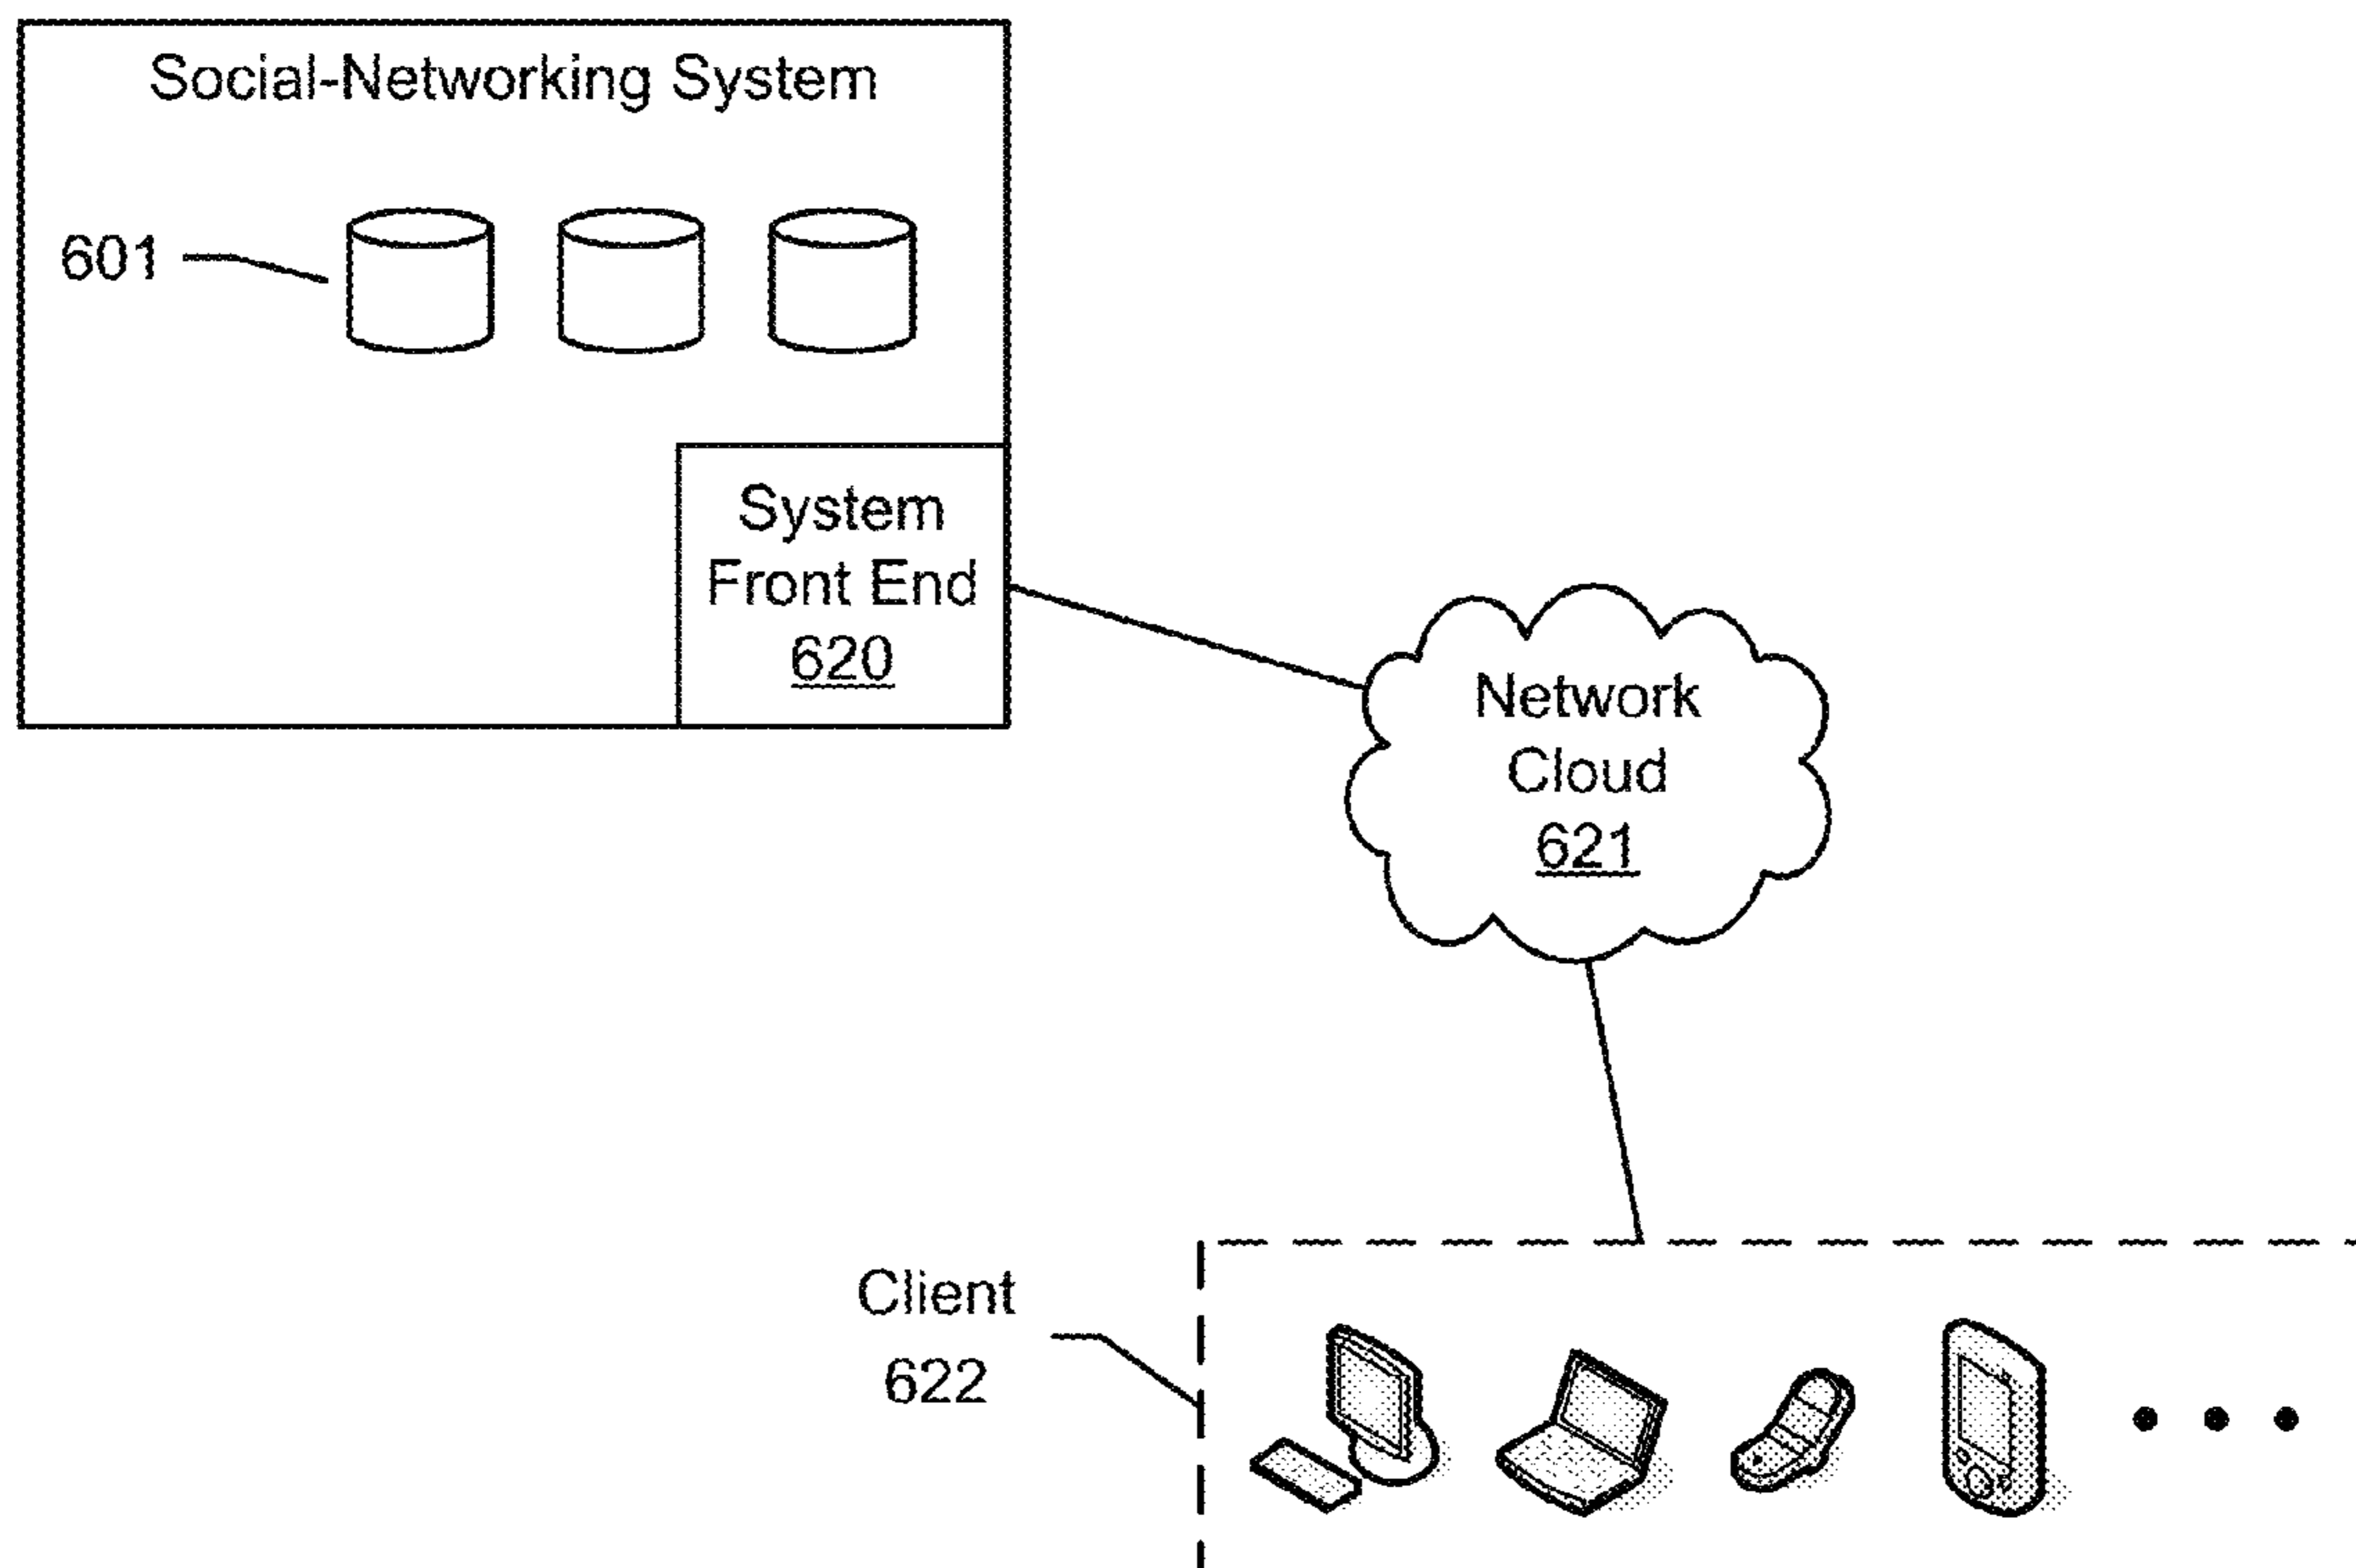 Social-Networking System
601
System
Front End
620
Network
Cloud
621
Client
622